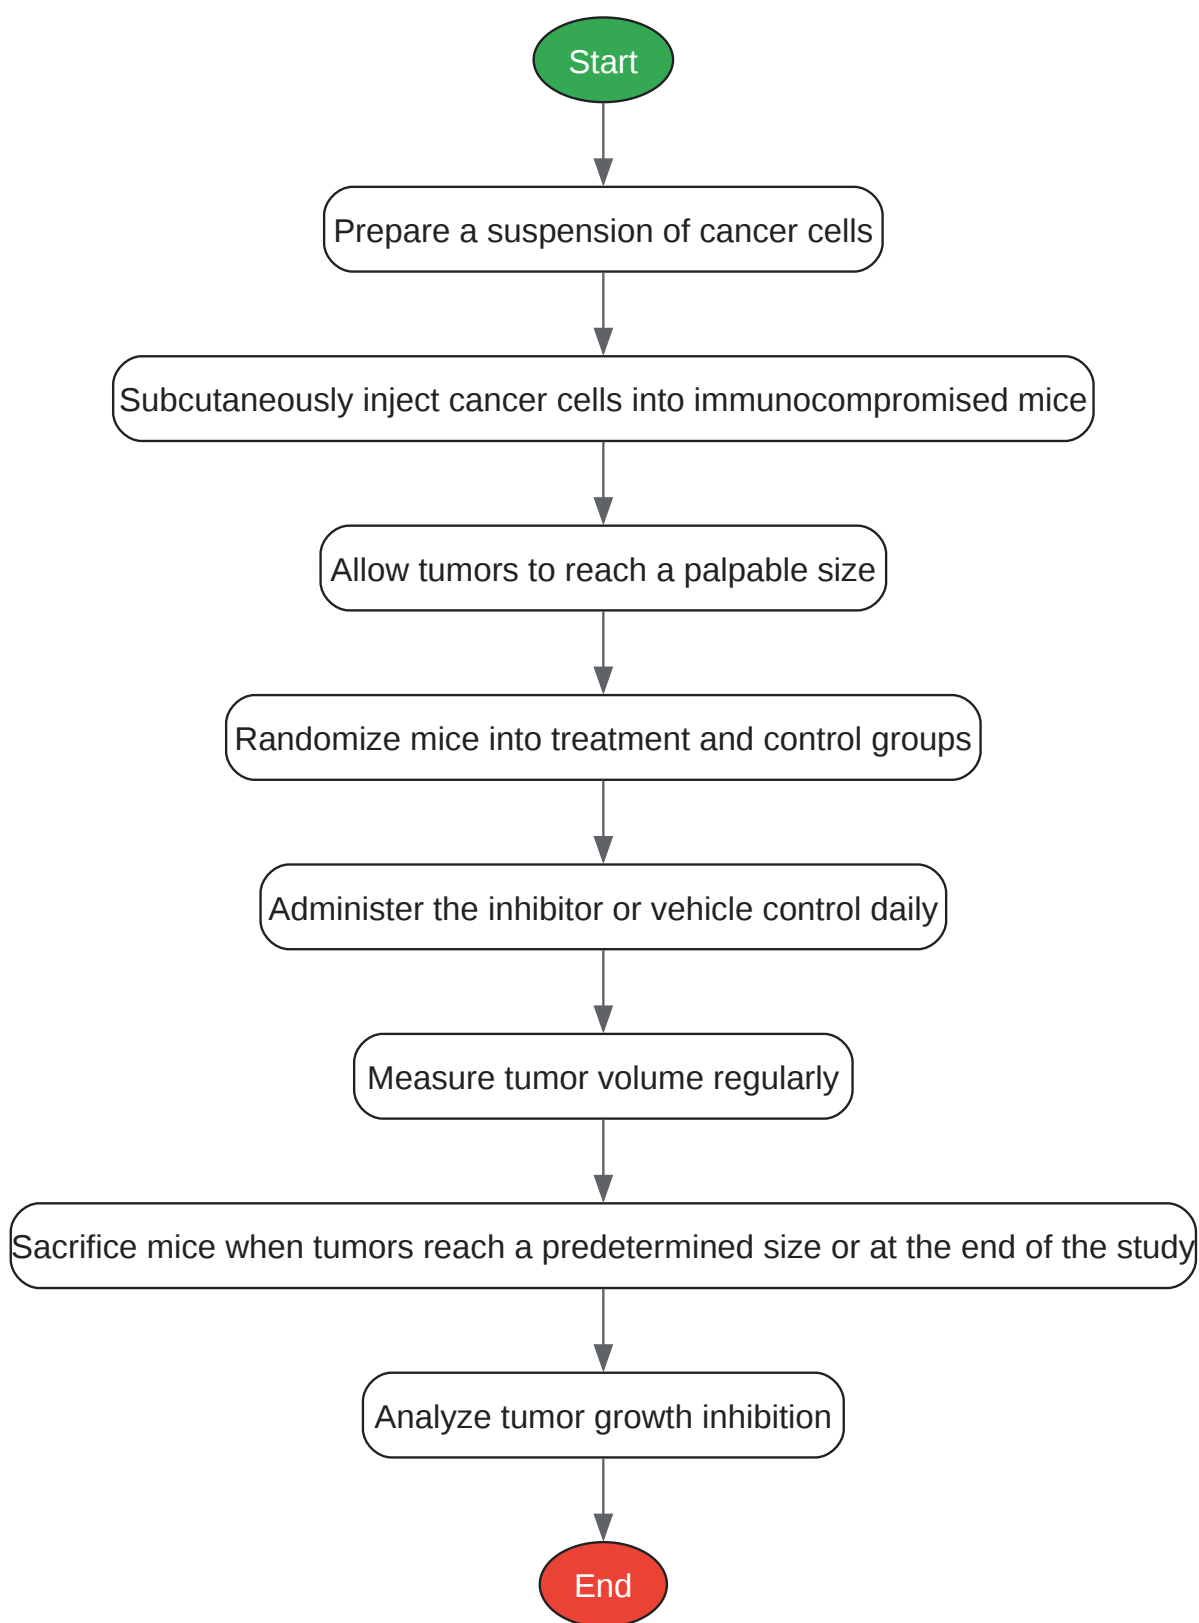 Start
Prepare a suspension of cancer cells
Subcutaneously inject cancer cells into immunocompromised mice
Allow tumors to reach a palpable size
Randomize mice into treatment and control groups
Administer the inhibitor or vehicle control daily
Measure tumor volume regularly
Sacrifice mice when tumors reach a predetermined size or at the end of the study
Analyze tumor growth inhibition
End